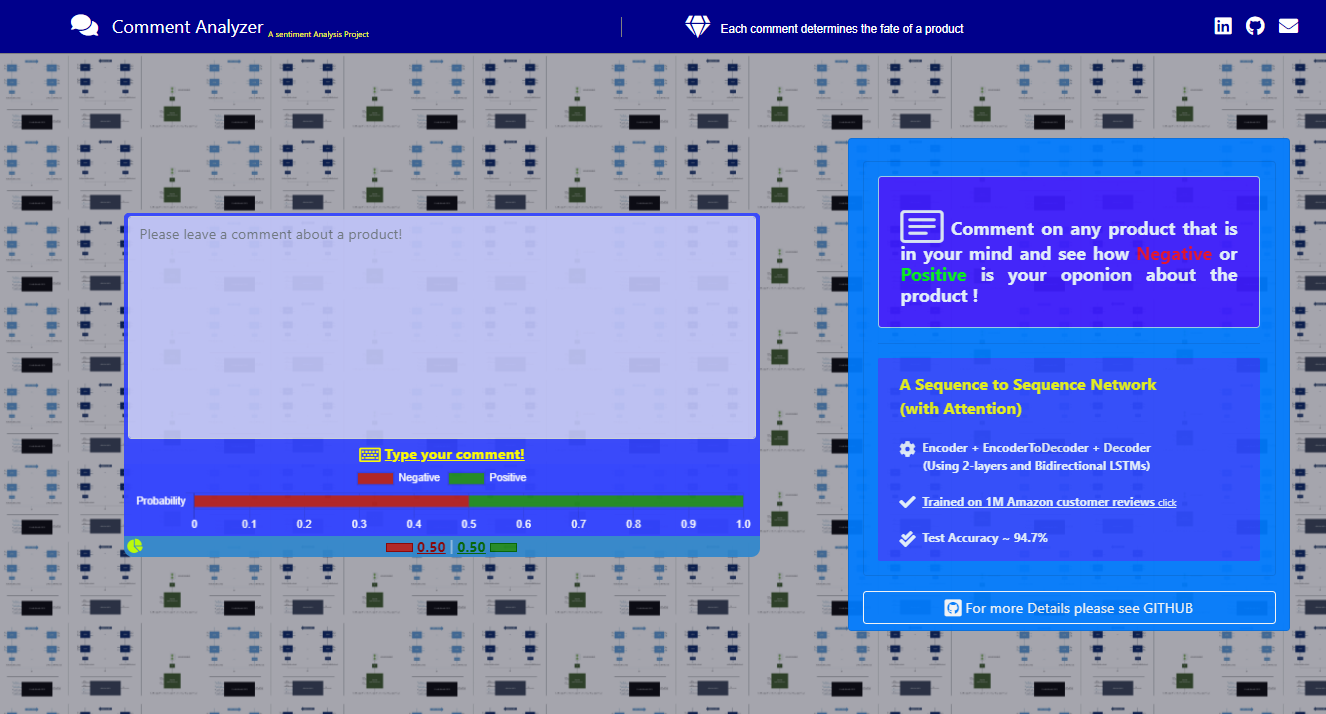 Comment Analyzer A sentiment Analysis Project
Each comment determines the fate of a product
Please leave a comment about a product!
Type your comment!
Negative Positive
Probability
0 0.1 0.2 0.3 0.4 0.5 0.6 0.7 0.8 0.9 1.0
0.50 | 0.50
Comment on any product that is
in your mind and see how Negative or
Positive is your oponion about the
product !
A Sequence to Sequence Network
(with Attention)
Encoder + EncoderToDecoder + Decoder
(Using 2-layers and Bidirectional LSTMs)
Trained on 1M Amazon customer reviews click
Test Accuracy ~ 94.7%
For more Details please see GITHUB